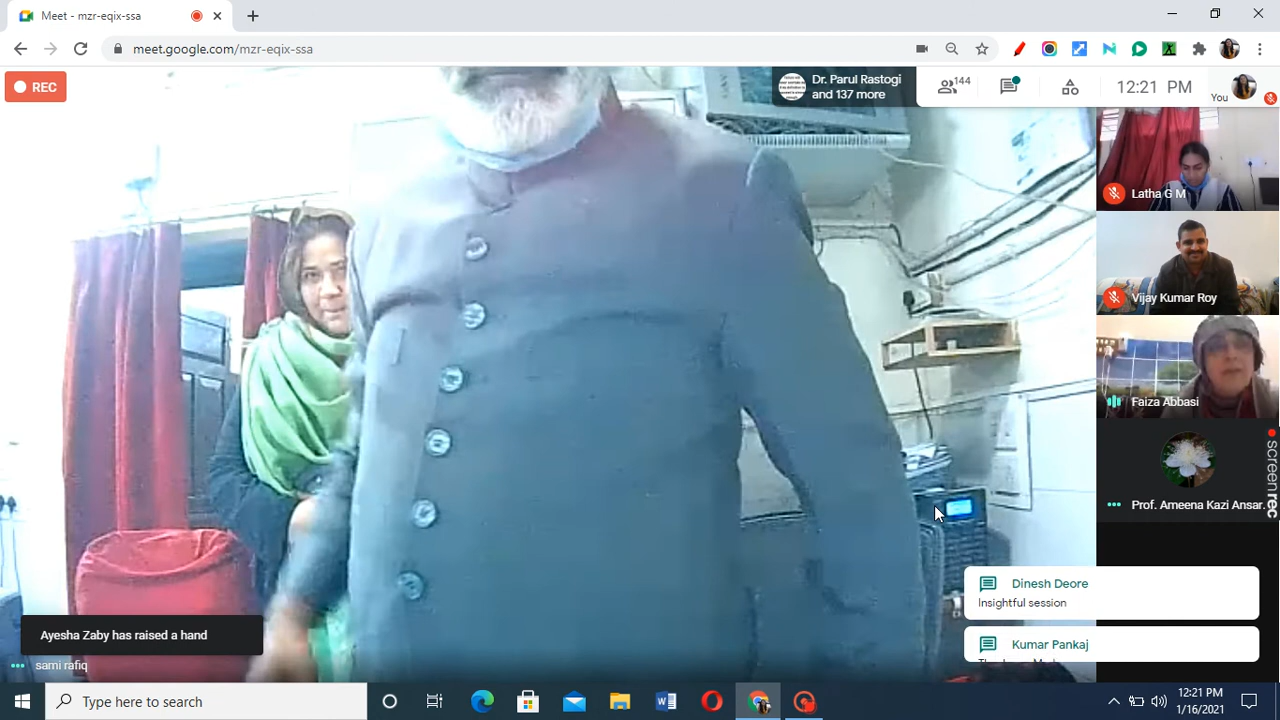 Meet - mzr-eqix-ssa
meet.google.com/mzr-eqix-ssa
REC
Dr. Parul Rastogi
and 137 more
144
12:21 PM
You
Latha G M
Vijay Kumar Roy
Faiza Abbasi
Prof. Ameena Kazi Ansar...
screenrec
Dinesh Deore
Insightful session
Kumar Pankaj
Ayesha Zaby has raised a hand
sami rafiq
Type here to search
12:21 PM
1/16/2021